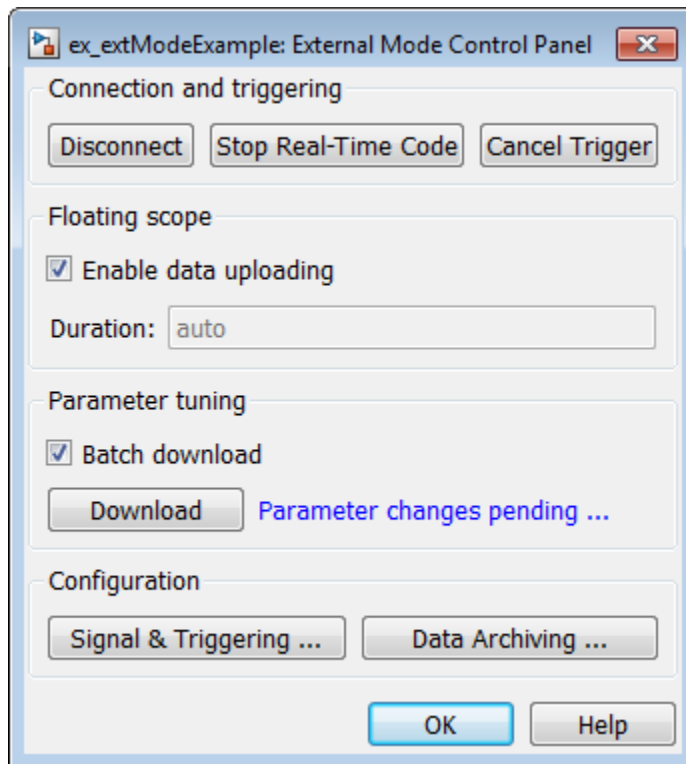 ex_extModeExample: External Mode Control Panel
Connection and triggering
Disconnect Stop Real-Time Code Cancel Trigger
Floating scope
Enable data uploading
Duration: auto
Parameter tuning
Batch download
Download Parameter changes pending ...
Configuration
Signal & Triggering ... Data Archiving ...
OK Help